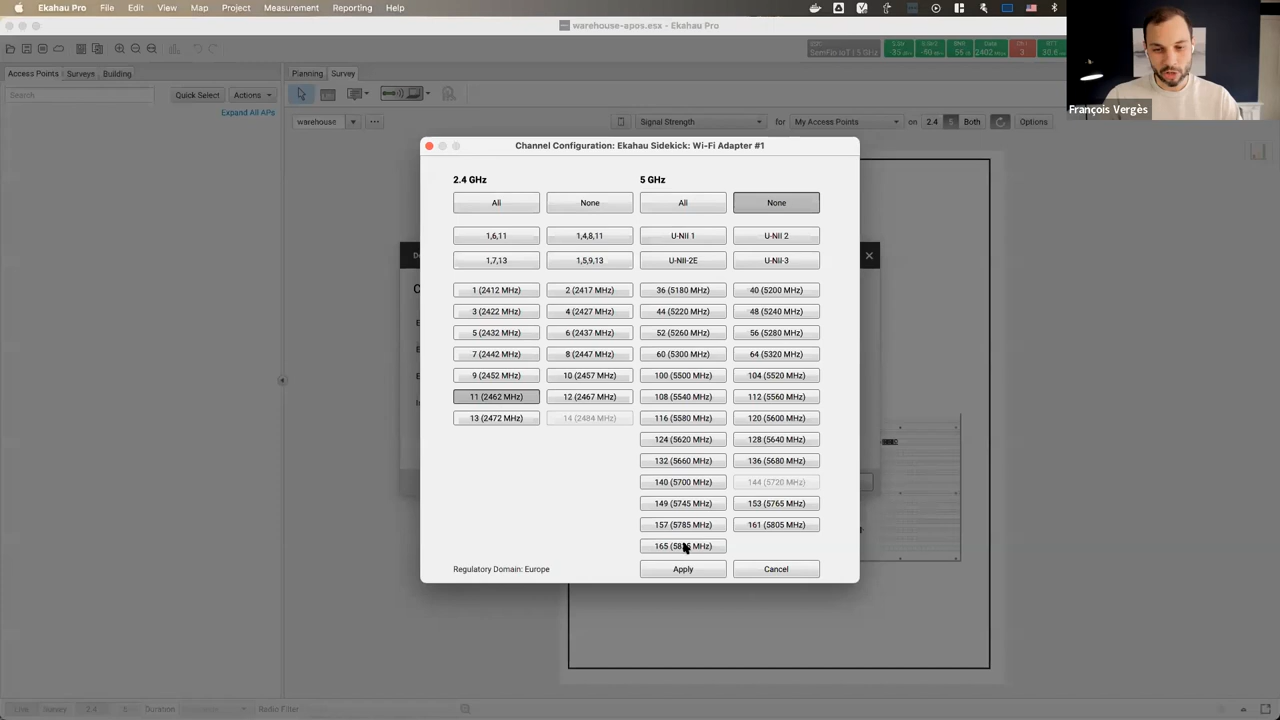 Ekahau Pro File Edit View Map Project Measurement Reporting Help
warehouse-apos.esx - Ekahau Pro
François Vergès
Access Points Surveys Building
Planning Survey
Search Quick Select Actions
Expand All APs
warehouse Signal Strength for My Access Points on 2.4 5 Both Options
Channel Configuration: Ekahau Sidekick: Wi-Fi Adapter #1
2.4 GHz 5 GHz
All None All None
1,6,11 1,4,8,11 U-NII 1 U-NII 2
1,7,13 1,5,9,13 U-NII-2E U-NII-3
1 (2412 MHz) 2 (2417 MHz) 36 (5180 MHz) 40 (5200 MHz)
3 (2422 MHz) 4 (2427 MHz) 44 (5220 MHz) 48 (5240 MHz)
5 (2432 MHz) 6 (2437 MHz) 52 (5260 MHz) 56 (5280 MHz)
7 (2442 MHz) 8 (2447 MHz) 60 (5300 MHz) 64 (5320 MHz)
9 (2452 MHz) 10 (2457 MHz) 100 (5500 MHz) 104 (5520 MHz)
11 (2462 MHz) 12 (2467 MHz) 108 (5540 MHz) 112 (5560 MHz)
13 (2472 MHz) 14 (2484 MHz) 116 (5580 MHz) 120 (5600 MHz)
124 (5620 MHz) 128 (5640 MHz)
132 (5660 MHz) 136 (5680 MHz)
140 (5700 MHz) 144 (5720 MHz)
149 (5745 MHz) 153 (5765 MHz)
157 (5785 MHz) 161 (5805 MHz)
165 (5825 MHz)
Regulatory Domain: Europe Apply Cancel
Link Survey 2.4 5 Duration Radio Filter